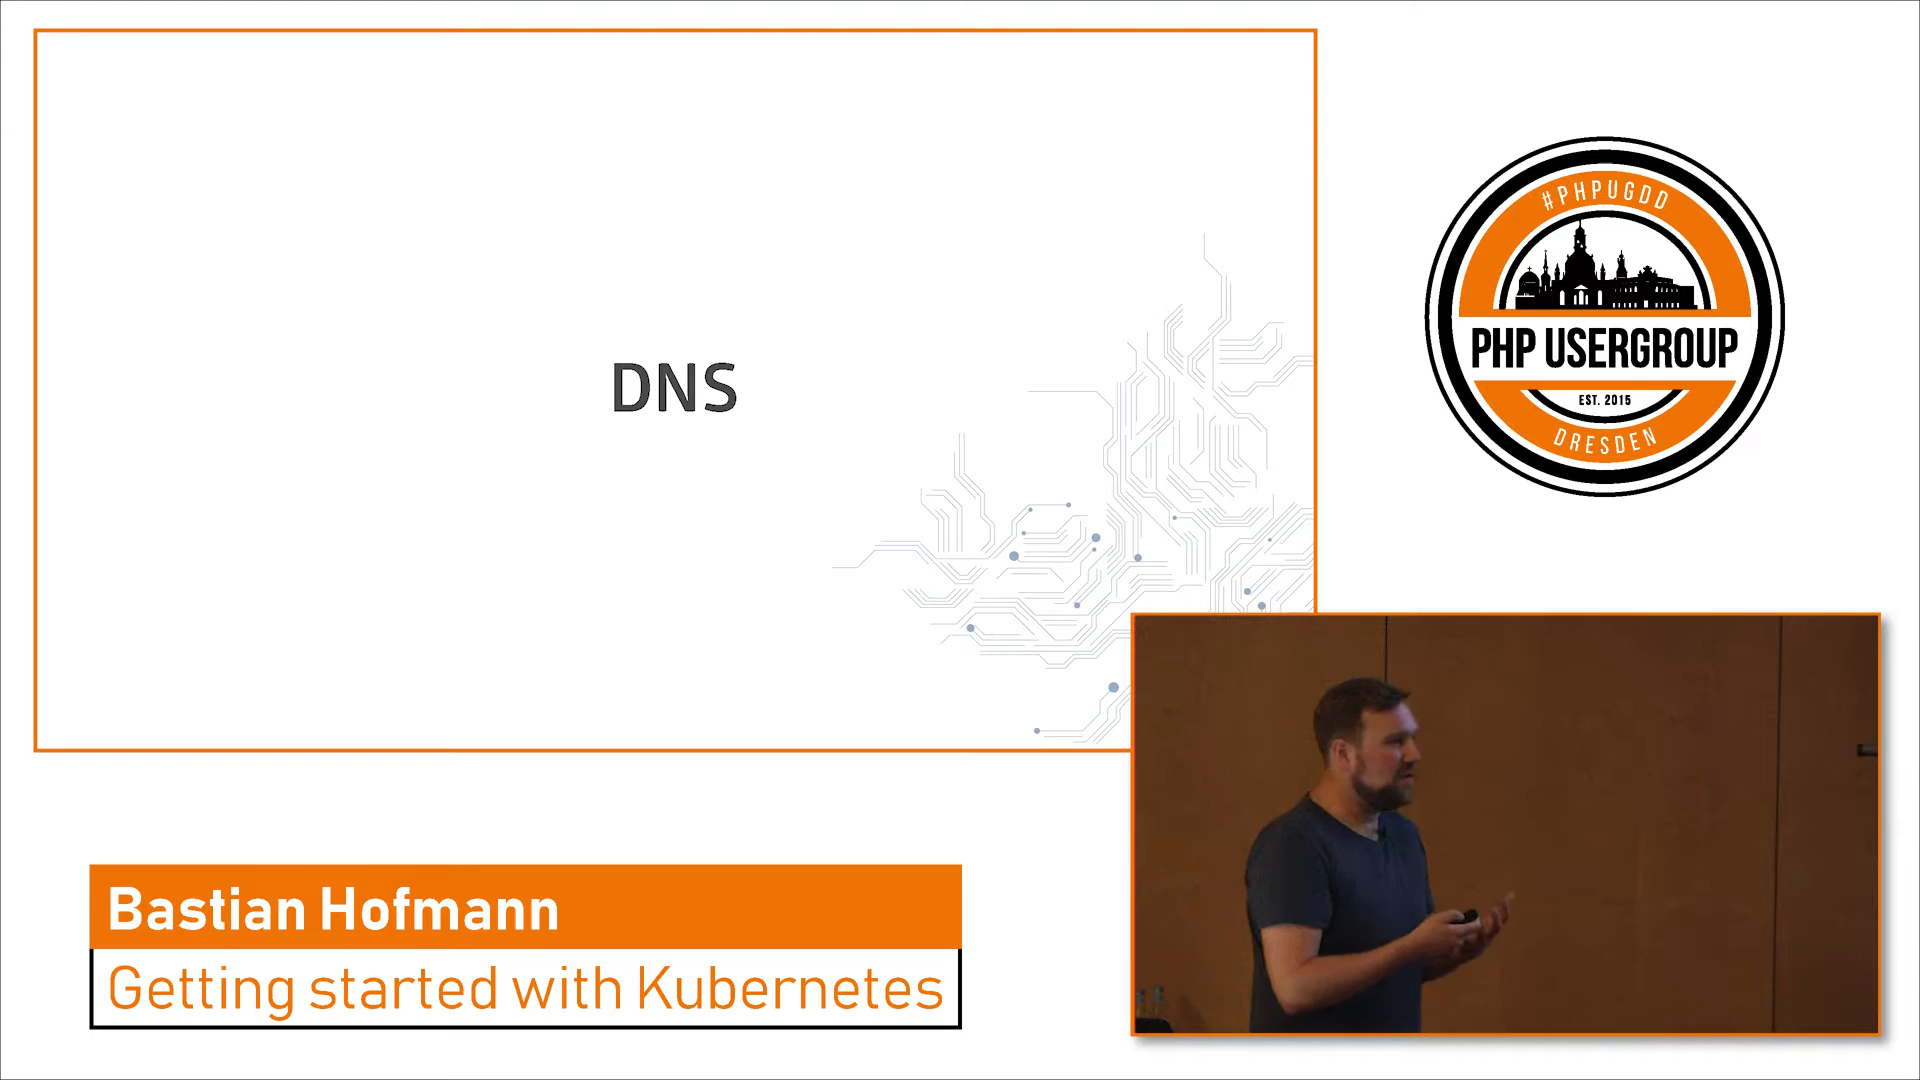 DNS
#PHPUGDD
PHP USERGROUP
EST. 2015
DRESDEN
Bastian Hofmann
Getting started with Kubernetes